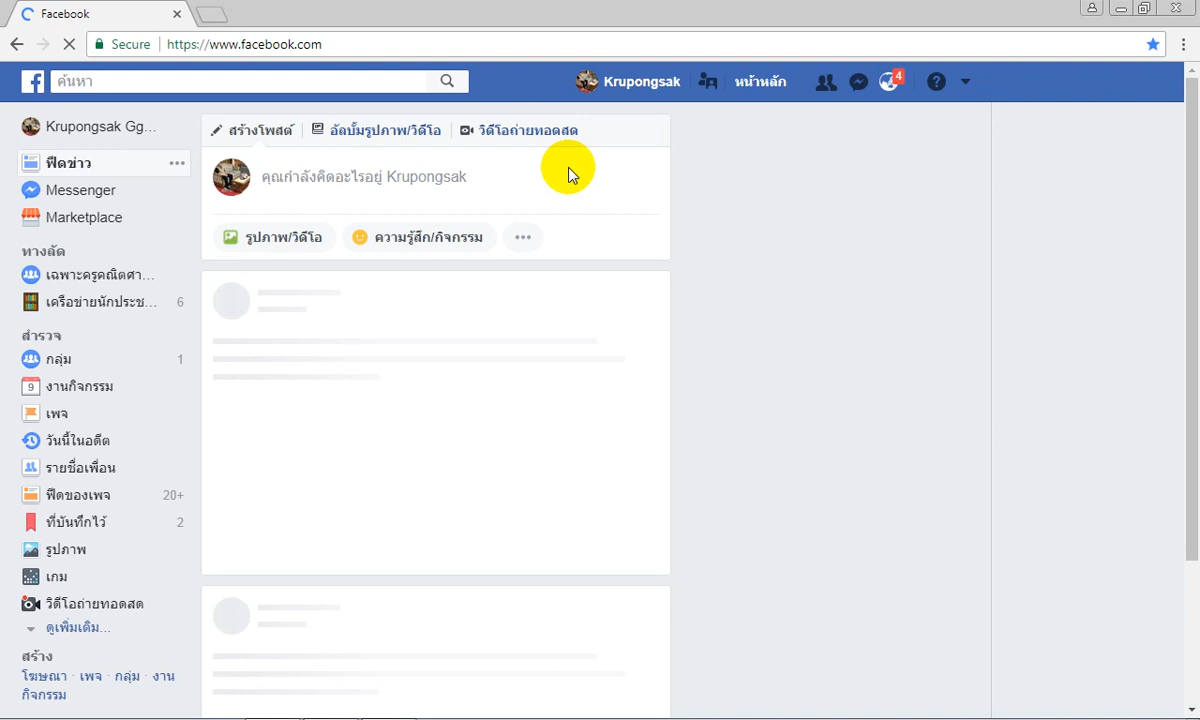 Facebook
Secure https://www.facebook.com
ค้นหา
Krupongsak
หน้าหลัก
4
Krupongsak Gg...
ฟีดข่าว
Messenger
Marketplace
ทางลัด
เฉพาะครูคณิตศา...
เครือข่ายนักประช... 6
สำรวจ
กลุ่ม 1
9 งานกิจกรรม
เพจ
วันนี้ในอดีต
รายชื่อเพื่อน
ฟีดของเพจ 20+
ที่บันทึกไว้ 2
รูปภาพ
เกม
วิดีโอถ่ายทอดสด
ดูเพิ่มเติม...
สร้าง
โฆษณา · เพจ · กลุ่ม · งาน
กิจกรรม
สร้างโพสต์ อัลบั้มรูปภาพ/วิดีโอ วิดีโอถ่ายทอดสด
คุณกำลังคิดอะไรอยู่ Krupongsak
รูปภาพ/วิดีโอ ความรู้สึก/กิจกรรม